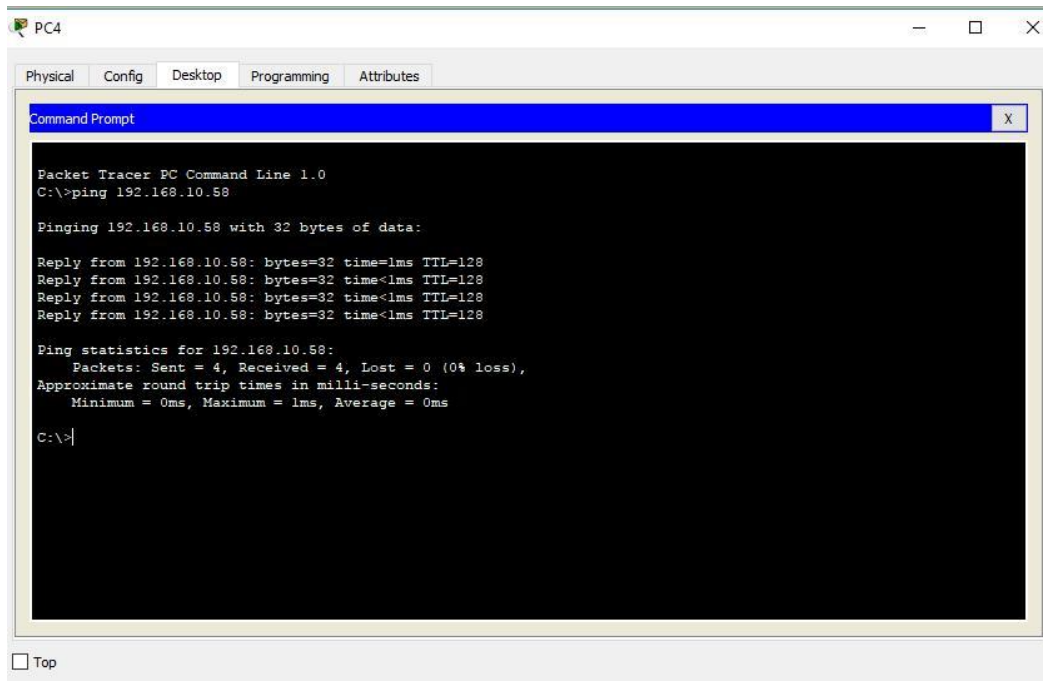 PC4
Physical Config Desktop Programming Attributes
Command Prompt X
Packet Tracer PC Command Line 1.0
C:\>ping 192.168.10.58
Pinging 192.168.10.58 with 32 bytes of data:
Reply from 192.168.10.58: bytes=32 time=1ms TTL=128
Reply from 192.168.10.58: bytes=32 time<1ms TTL=128
Reply from 192.168.10.58: bytes=32 time<1ms TTL=128
Reply from 192.168.10.58: bytes=32 time<1ms TTL=128
Ping statistics for 192.168.10.58:
Packets: Sent = 4, Received = 4, Lost = 0 (0% loss),
Approximate round trip times in milli-seconds:
Minimum = 0ms, Maximum = 1ms, Average = 0ms
C:\>
Top